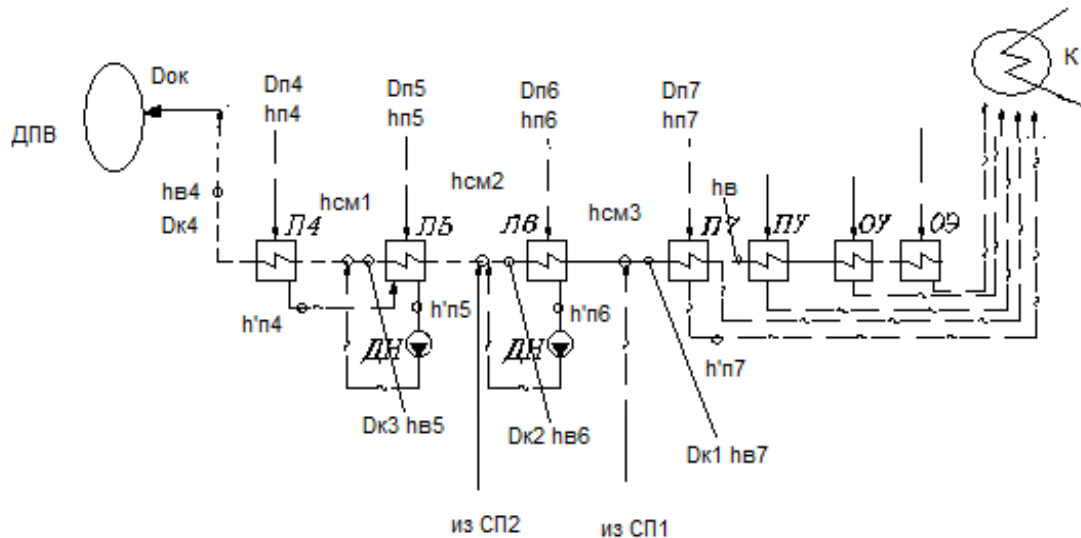 К
Dок
ДПВ
Dп4
hп4
Dп5
hп5
Dп6
hп6
Dп7
hп7
hв4
Dк4
hсм1
hсм2
hсм3
hв
П4
П5
П6
П7
ПУ
ОУ
ОЭ
h'п4
h'п5
h'п6
h'п7
ДН
ДН
Dк3 hв5
Dк2 hв6
Dк1 hв7
из СП2
из СП1